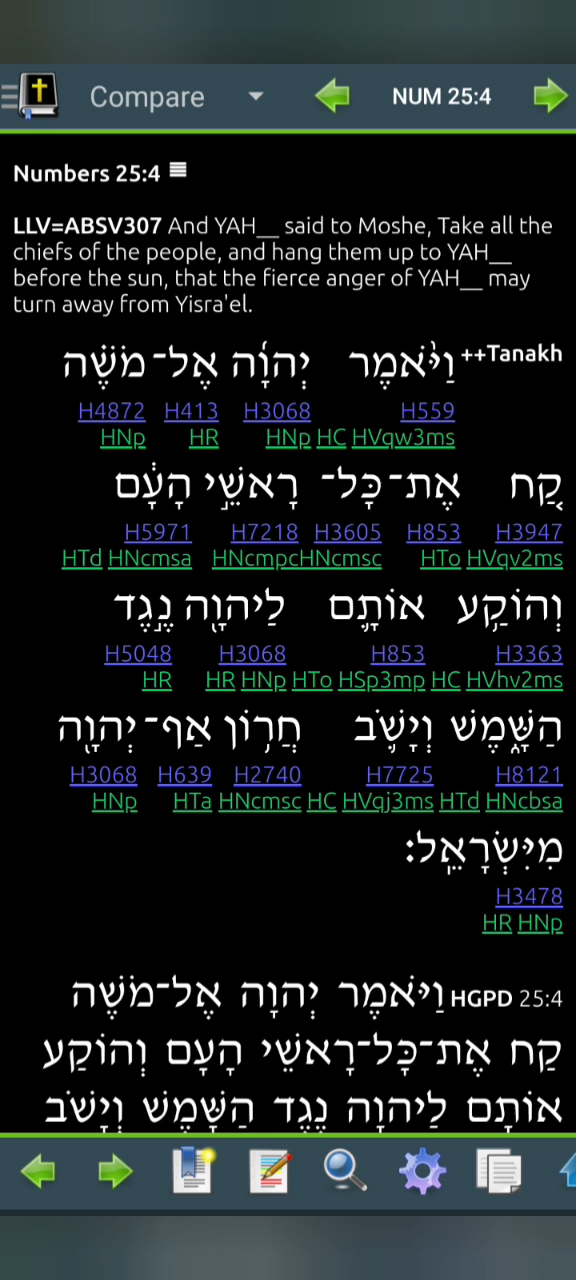 Compare
NUM 25:4
Numbers 25:4
LLV=ABSV307 And YAH__ said to Moshe, Take all the
chiefs of the people, and hang them up to YAH__
before the sun, that the fierce anger of YAH__ may
turn away from Yisra'el.
++Tanakh וַיֹּ֨אמֶר יְהוָ֜ה אֶל־ מֹשֶׁ֗ה
H4872 H413 H3068 H559
HNp HR HNp HC HVqw3ms
קַ֚ח אֶת־ כָּל־ רָאשֵׁ֣י הָעָ֔ם
H5971 H7218 H3605 H853 H3947
HTd HNcmsa HNcmpc HNcmsc HTo HVqv2ms
וְהוֹקַ֥ע אוֹתָ֛ם לַיהוָ֖ה נֶ֣גֶד
H5048 H3068 H853 H3363
HR HR HNp HTo HSp3mp HC HVhv2ms
הַשָּׁ֑מֶשׁ וְיָשֹׁ֛ב חֲר֥וֹן אַף־ יְהוָ֖ה
H3068 H639 H2740 H7725 H8121
HNp HTa HNcmsc HC HVqj3ms HTd HNcbsa
מִיִּשְׂרָאֵֽל׃
H3478
HR HNp
HGPD 25:4 וַיֹּאמֶר יְהוָה אֶל־מֹשֶׁה
קַח אֶת־כָּל־רָאשֵׁי הָעָם וְהוֹקַע
אוֹתָם לַיהוָה נֶגֶד הַשָּׁמֶשׁ וְיָשֹׁב